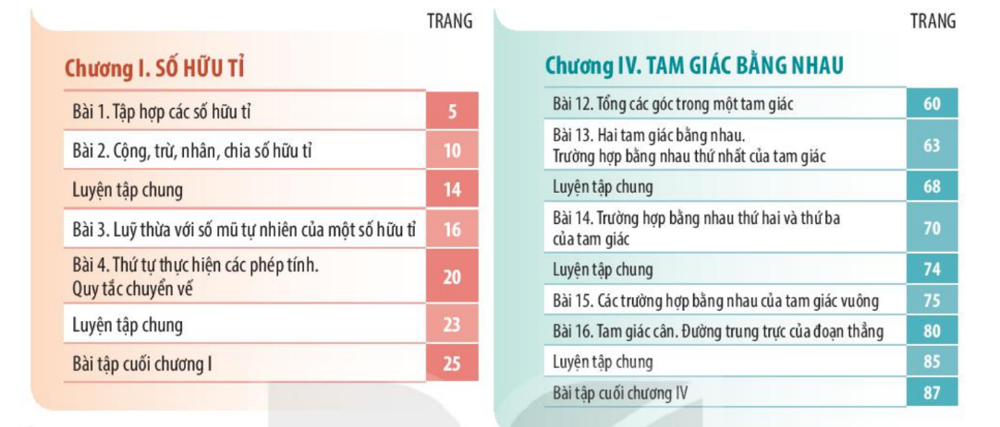 TRANG
Chương I. SỐ HỮU TỈ
Bài 1. Tập hợp các số hữu tỉ 5
Bài 2. Cộng, trừ, nhân, chia số hữu tỉ 10
Luyện tập chung 14
Bài 3. Luỹ thừa với số mũ tự nhiên của một số hữu tỉ 16
Bài 4. Thứ tự thực hiện các phép tính.
Quy tắc chuyển vế 20
Luyện tập chung 23
Bài tập cuối chương I 25
TRANG
Chương IV. TAM GIÁC BẰNG NHAU
Bài 12. Tổng các góc trong một tam giác 60
Bài 13. Hai tam giác bằng nhau.
Trường hợp bằng nhau thứ nhất của tam giác 63
Luyện tập chung 68
Bài 14. Trường hợp bằng nhau thứ hai và thứ ba
của tam giác 70
Luyện tập chung 74
Bài 15. Các trường hợp bằng nhau của tam giác vuông 75
Bài 16. Tam giác cân. Đường trung trực của đoạn thẳng 80
Luyện tập chung 85
Bài tập cuối chương IV 87